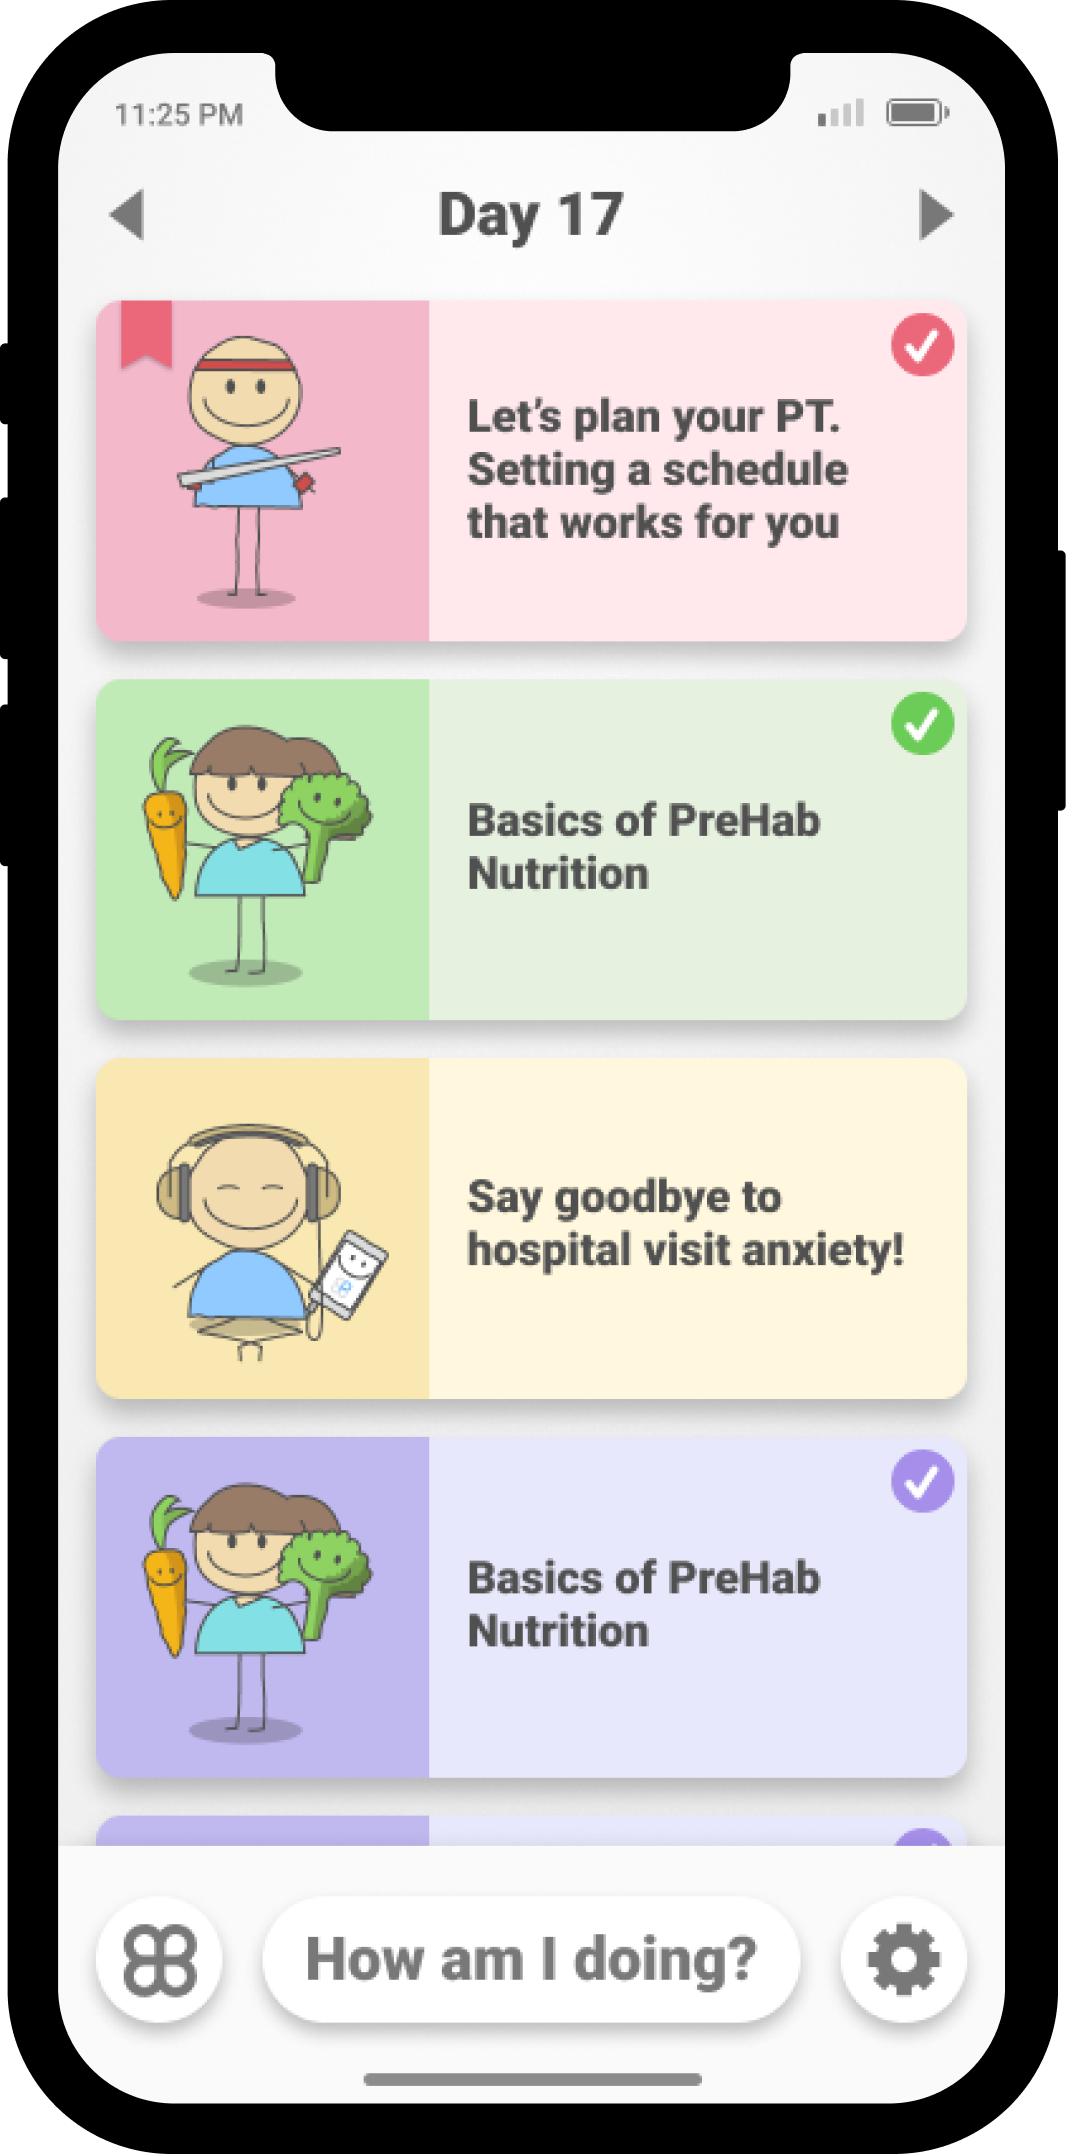 11:25 PM
Day 17
Let’s plan your PT.
Setting a schedule
that works for you
Basics of PreHab
Nutrition
Say goodbye to
hospital visit anxiety!
Basics of PreHab
Nutrition
How am I doing?